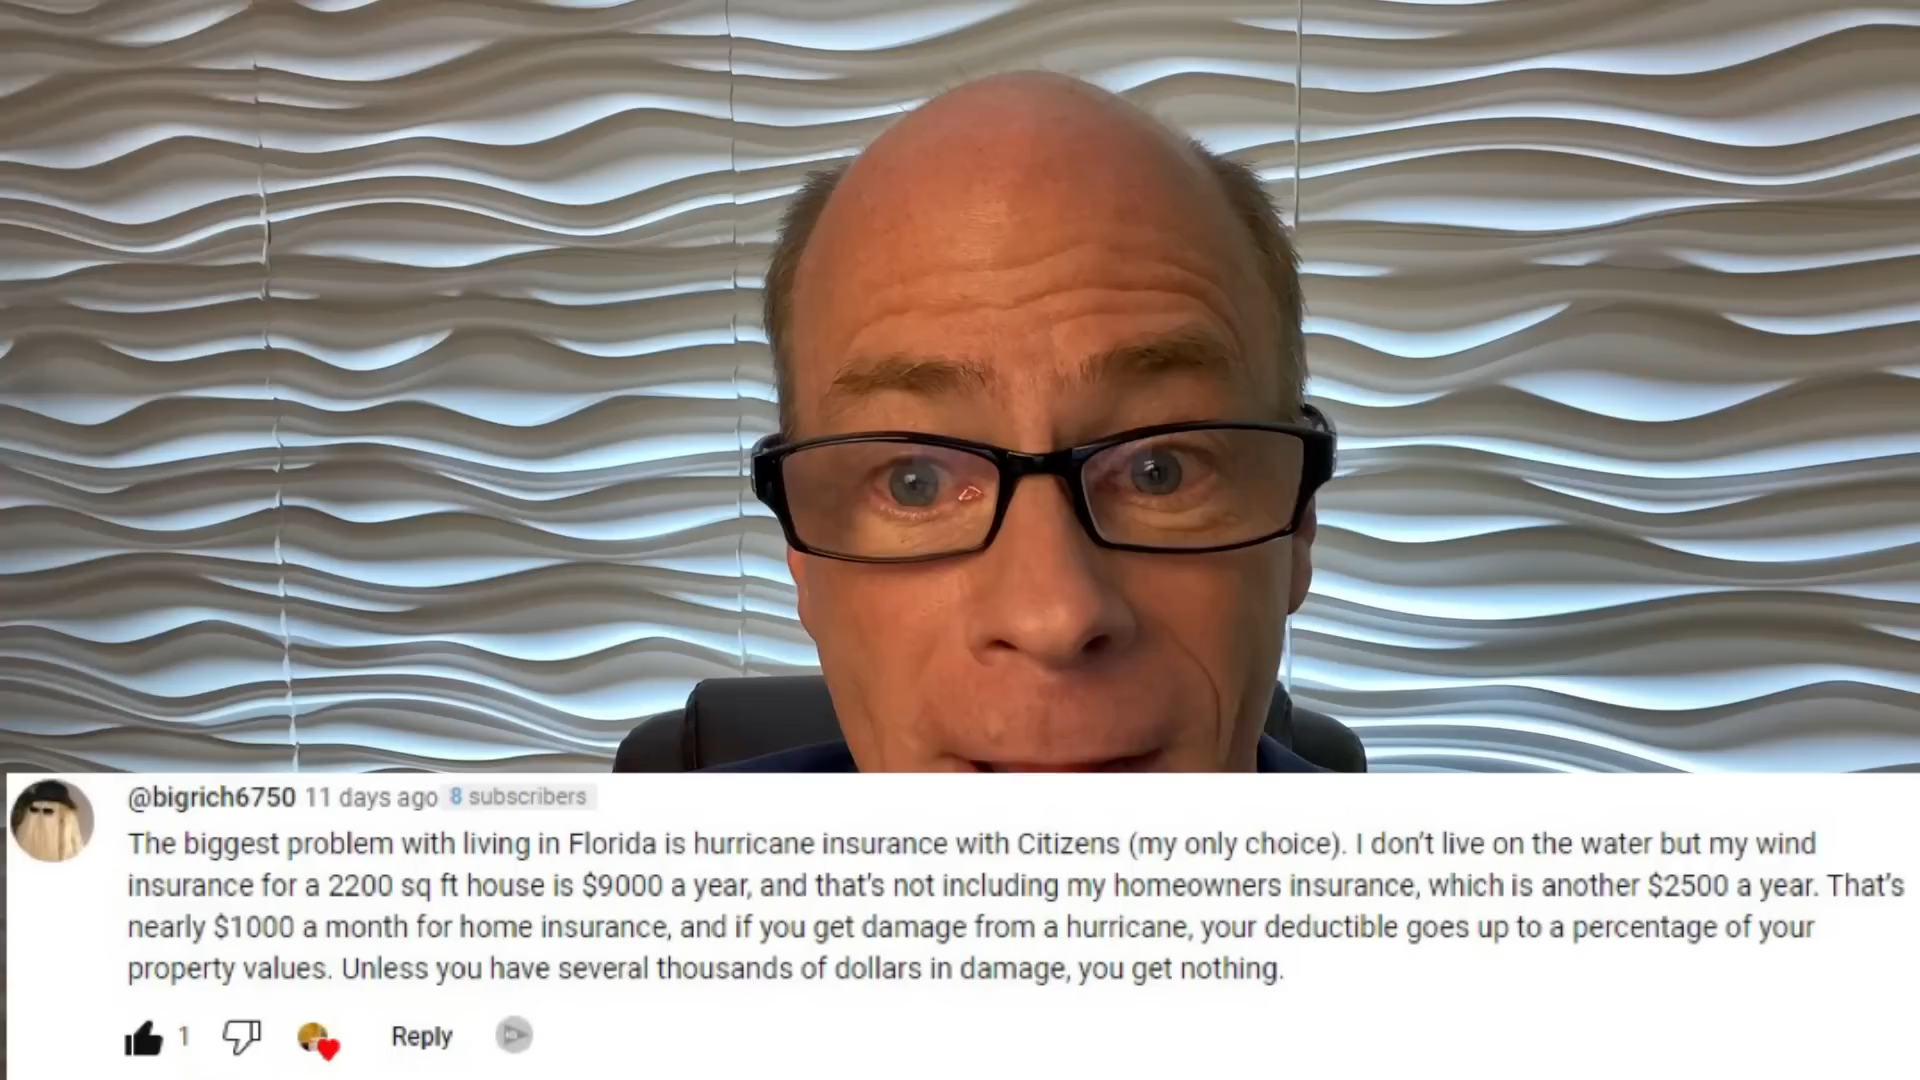 @bigrich6750 11 days ago 8 subscribers
The biggest problem with living in Florida is hurricane insurance with Citizens (my only choice). I don't live on the water but my wind
insurance for a 2200 sq ft house is $9000 a year, and that's not including my homeowners insurance, which is another $2500 a year. That's
nearly $1000 a month for home insurance, and if you get damage from a hurricane, your deductible goes up to a percentage of your
property values. Unless you have several thousands of dollars in damage, you get nothing.
1 Reply